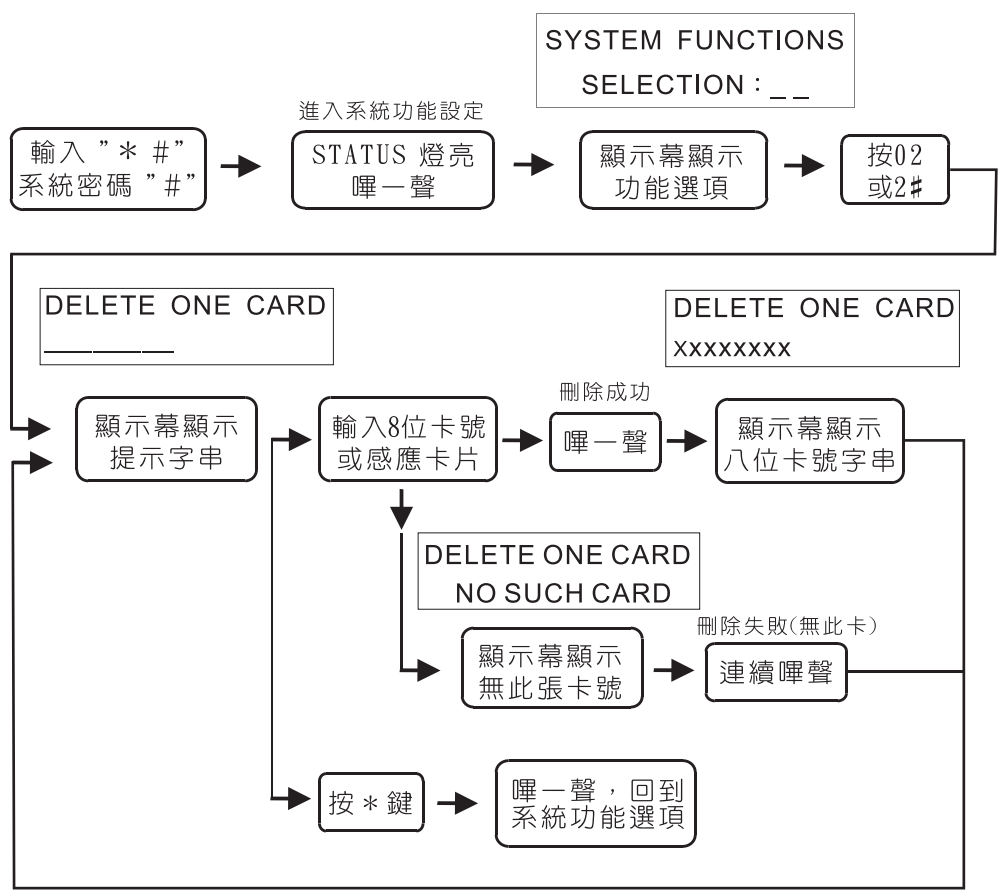 SYSTEM FUNCTIONS
SELECTION：_ _
進入系統功能設定
輸入 ”＊ #”
系統密碼 ”#”
STATUS 燈亮
嗶一聲
顯示幕顯示
功能選項
按02
或2#
DELETE ONE CARD
________
DELETE ONE CARD
Xxxxxxxx
顯示幕顯示
提示字串
輸入8位卡號
或感應卡片
刪除成功
嗶一聲
顯示幕顯示
八位卡號字串
DELETE ONE CARD
NO SUCH CARD
顯示幕顯示
無此張卡號
刪除失敗(無此卡)
連續嗶聲
按＊鍵
嗶一聲，回到
系統功能選項